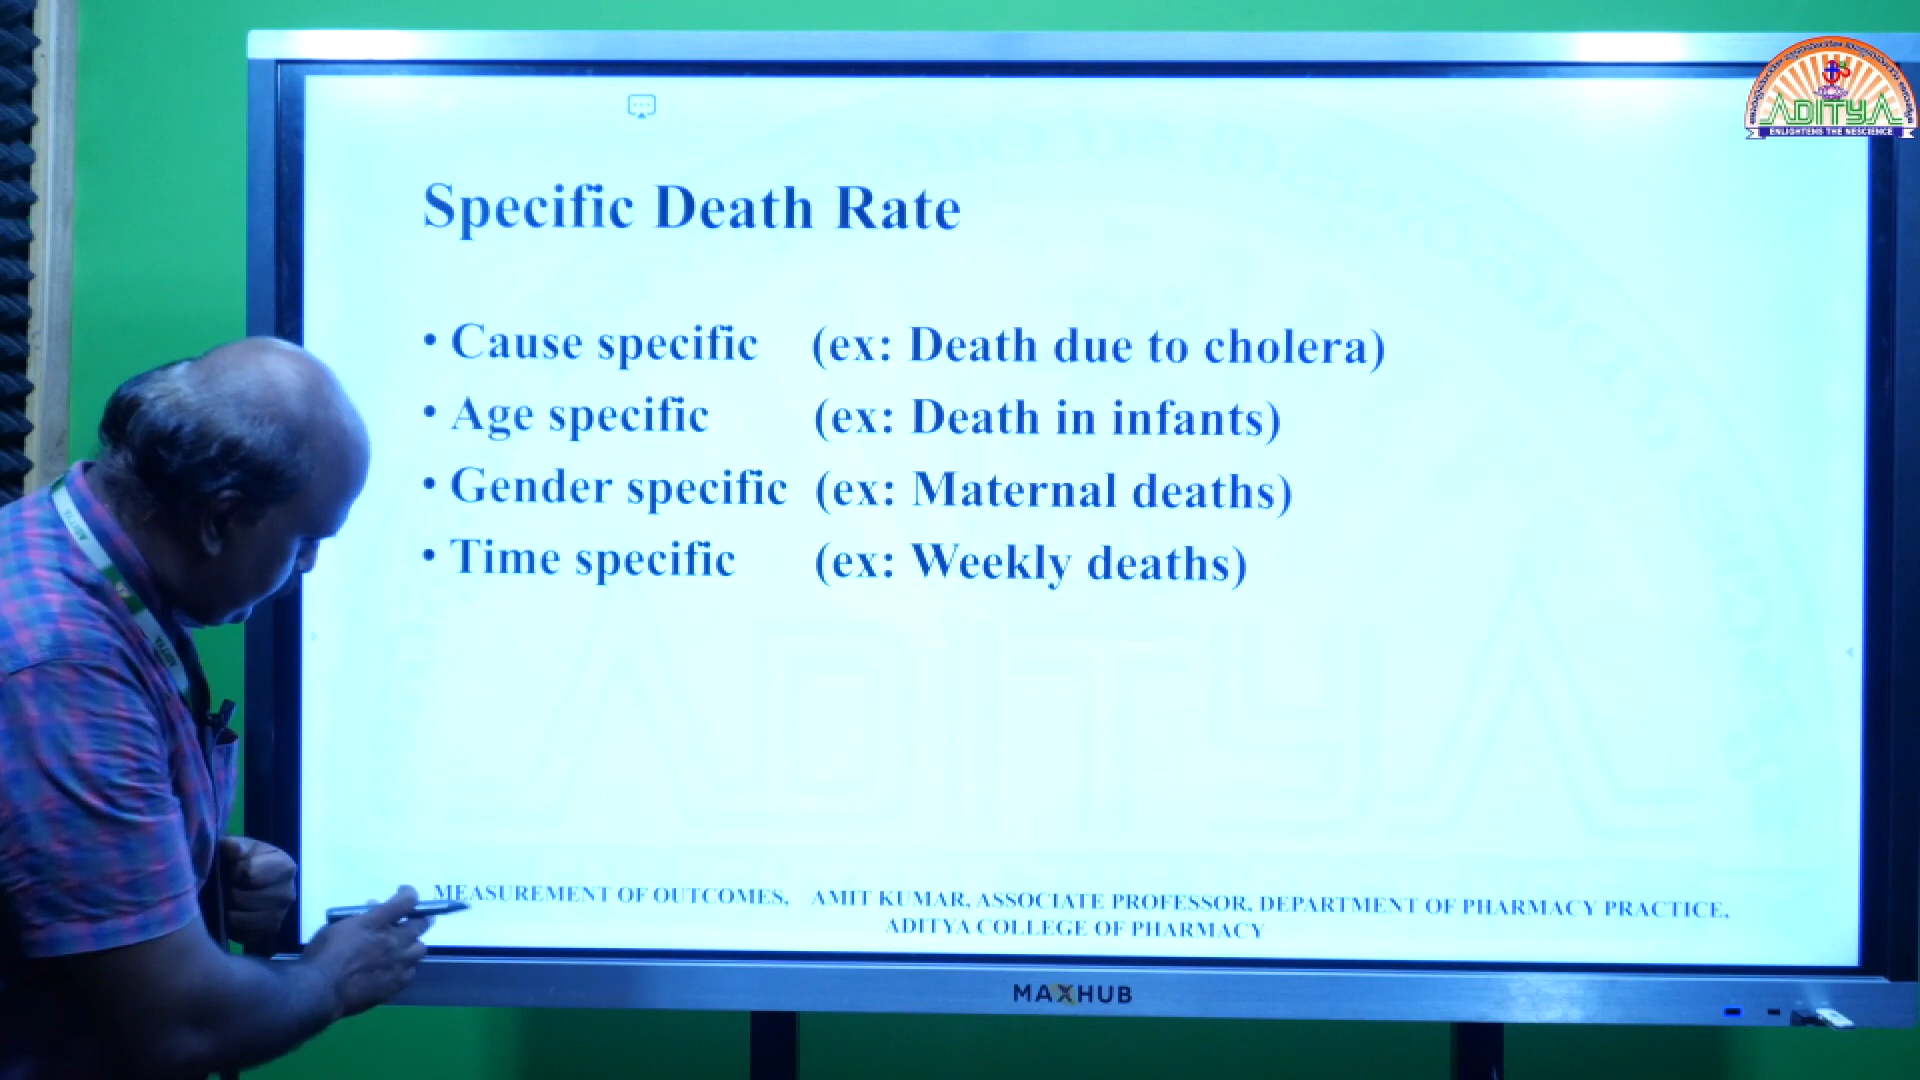 ADITYA
ENLIGHTENS THE NESCIENCE
Specific Death Rate
• Cause specific (ex: Death due to cholera)
• Age specific (ex: Death in infants)
• Gender specific (ex: Maternal deaths)
• Time specific (ex: Weekly deaths)
ADITYA
MEASUREMENT OF OUTCOMES, AMIT KUMAR, ASSOCIATE PROFESSOR, DEPARTMENT OF PHARMACY PRACTICE,
ADITYA COLLEGE OF PHARMACY
MAXHUB
ADITYA